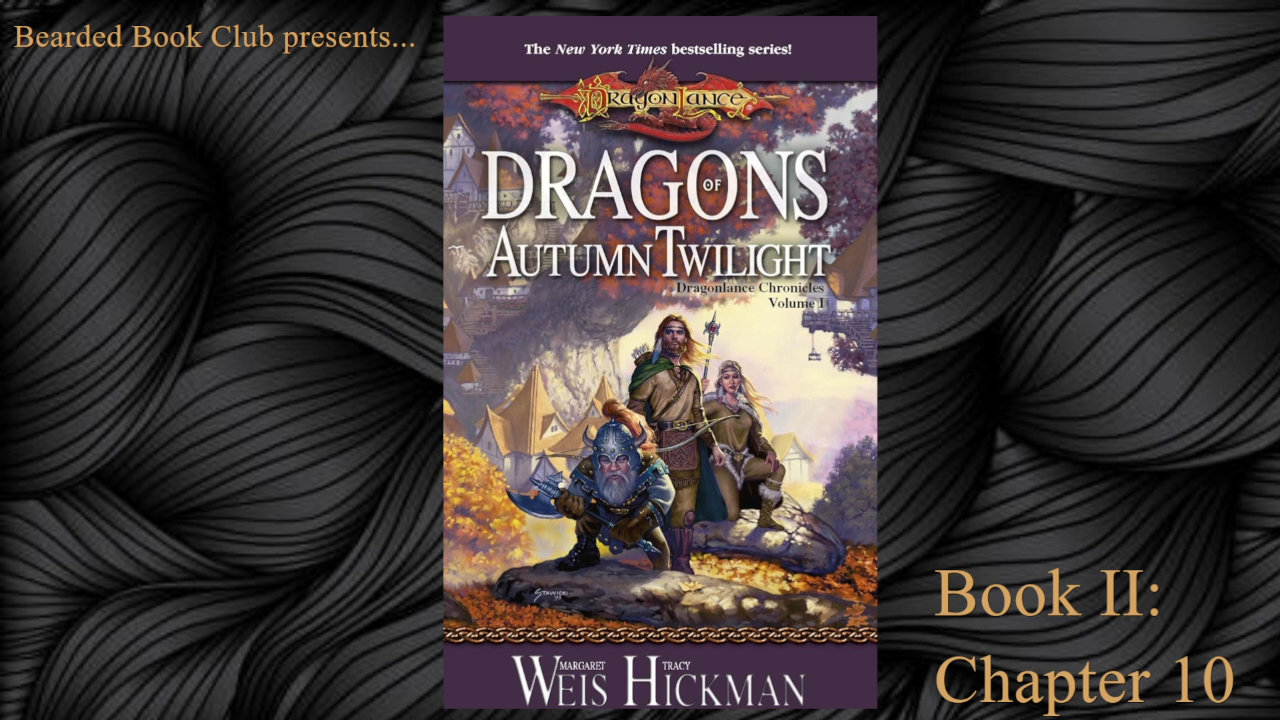 Bearded Book Club presents...
The New York Times bestselling series!
DRAGONLANCE®
DRAGONS
OF
AUTUMN TWILIGHT
Dragonlance Chronicles
Volume I
STAWICKI
MARGARET WEIS TRACY HICKMAN
Book II:
Chapter 10